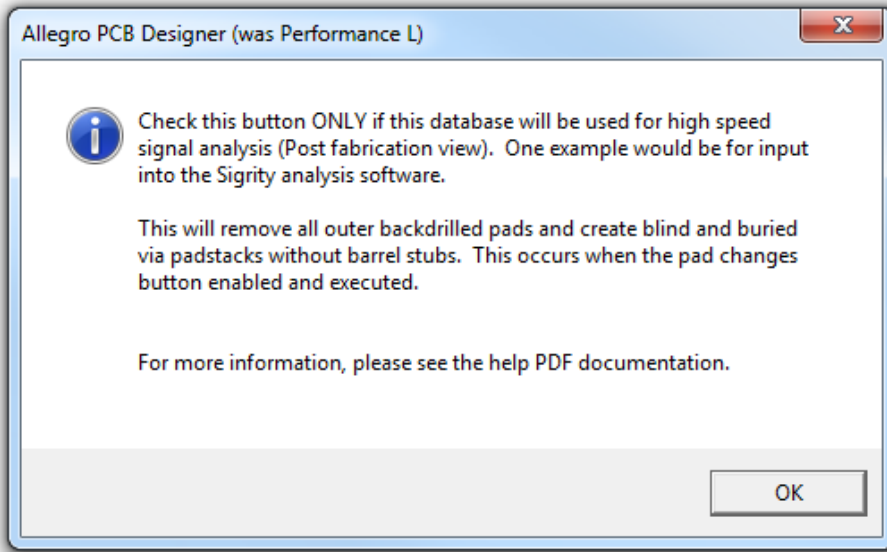 Allegro PCB Designer (was Performance L)
Check this button ONLY if this database will be used for high speed
signal analysis (Post fabrication view).  One example would be for input
into the Sigrity analysis software.
This will remove all outer backdrilled pads and create blind and buried
via padstacks without barrel stubs.  This occurs when the pad changes
button enabled and executed.
For more information, please see the help PDF documentation.
OK